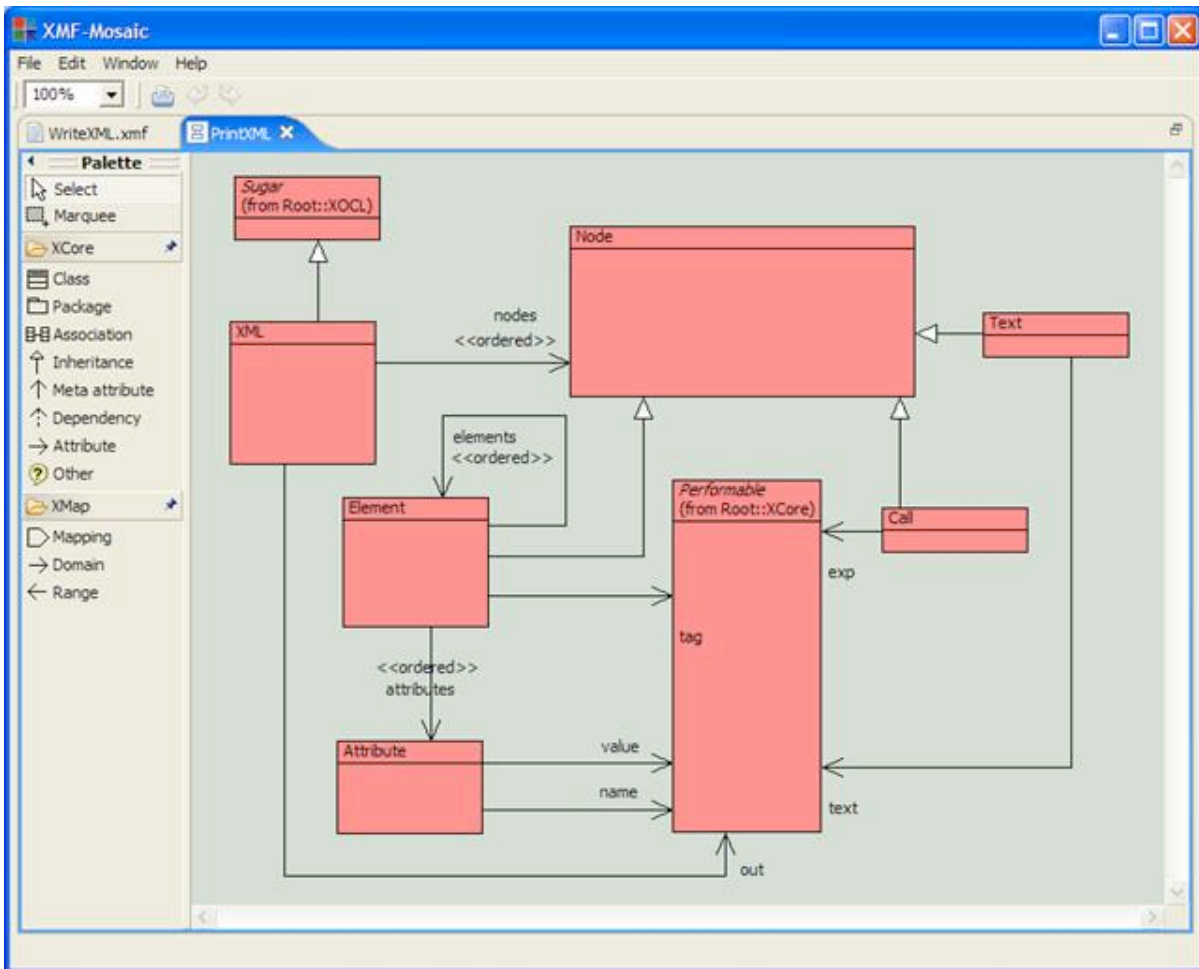 XMF-Mosaic
File Edit Window Help
100%
WriteXML.xmf
PrintXML
Palette
Select
Marquee
XCore
Class
Package
Association
Inheritance
Meta attribute
Dependency
Attribute
Other
XMap
Mapping
Domain
Range
Sugar
(from Root::XOCL)
Node
nodes
<<ordered>>
XML
Text
elements
<<ordered>>
Element
Performable
(from Root::XCore)
Call
exp
tag
<<ordered>>
attributes
Attribute
value
name
text
out